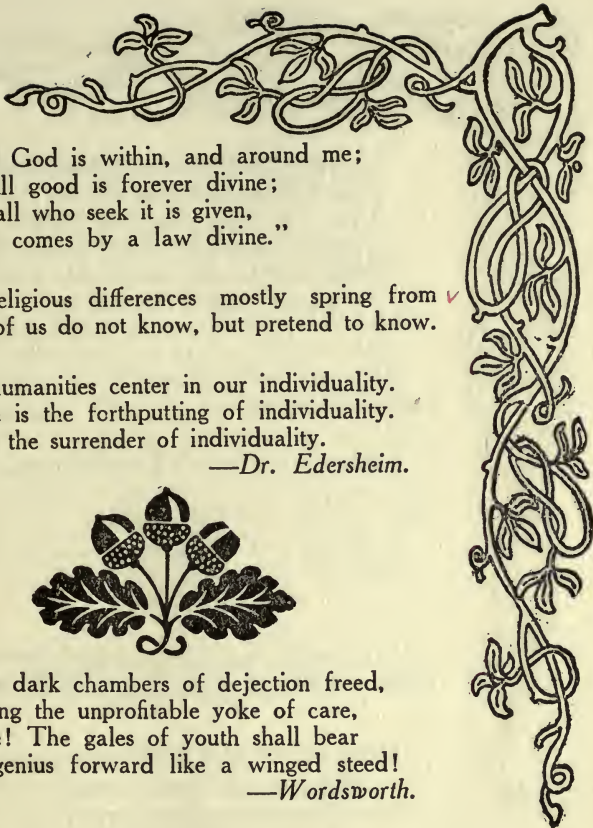 God is within, and around me;
ll good is forever divine;
all who seek it is given,
comes by a law divine."
eligious differences mostly spring from
of us do not know, but pretend to know.
umanities center in our individuality.
is the forthputting of individuality.
the surrender of individuality.
—Dr. Edersheim.
dark chambers of dejection freed,
ng the unprofitable yoke of care,
e! The gales of youth shall bear
genius forward like a winged steed!
—Wordsworth.